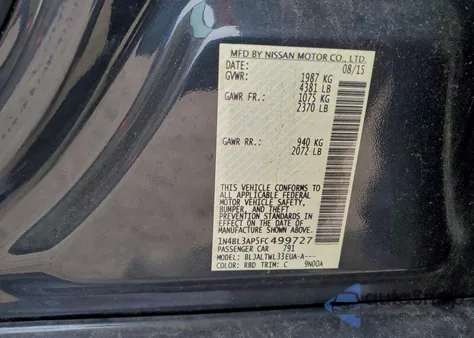 MFD BY NISSAN MOTOR CO., LTD.
DATE: 08/15
GVWR: 1987 KG
4381 LB
GAWR FR.: 1075 KG
2370 LB
GAWR RR.: 940 KG
2072 LB
THIS VEHICLE CONFORMS TO
ALL APPLICABLE FEDERAL
MOTOR VEHICLE SAFETY,
BUMPER, AND THEFT
PREVENTION STANDARDS IN
EFFECT ON THE DATE OF
MANUFACTURE SHOWN ABOVE.
1N4BL3AP5FC499727
PASSENGER CAR 791
MODEL: BLJALTWL33EUA-A----
COLOR: RBD TRIM: C 9N00A